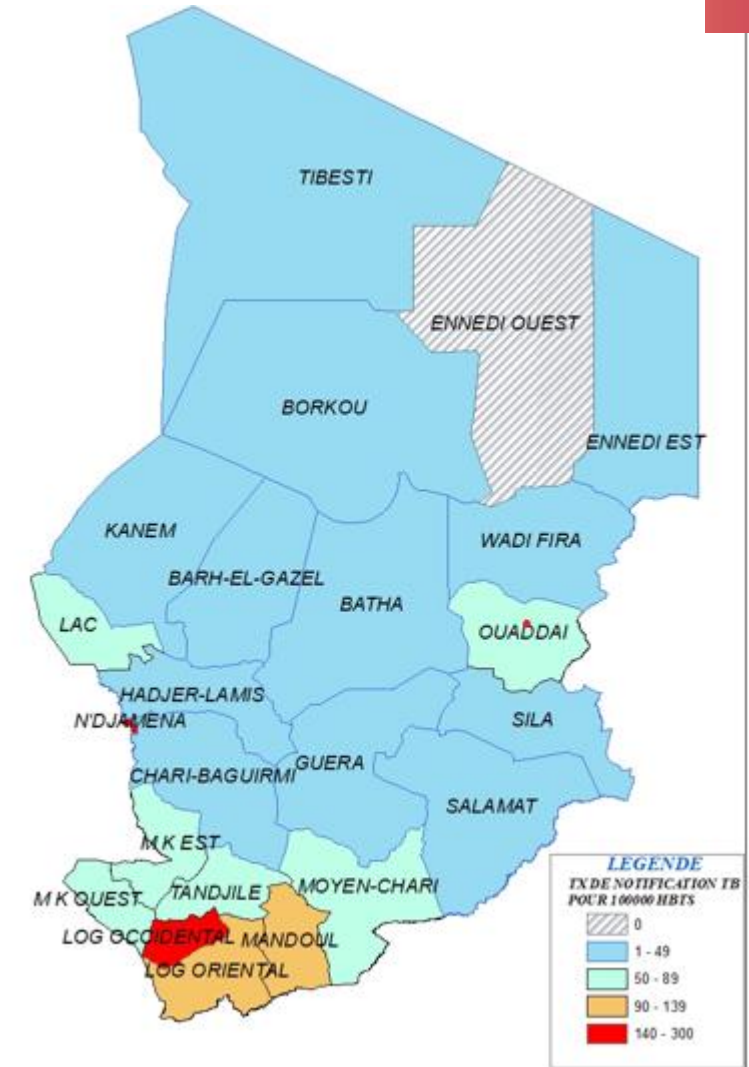 TIBESTI
ENNEDI OUEST
BORKOU
ENNEDI EST
KANEM
WADI FIRA
BARH-EL-GAZEL
BATHA
LAC
OUADDAI
HADJER-LAMIS
N'DJAMENA
SILA
GUERA
CHARI-BAGUIRMI
SALAMAT
M K EST
MOYEN-CHARI
TANDJILE
M K OUEST
LOG OCCIDENTAL
MANDOUL
LOG ORIENTAL
LEGENDE
TX DE NOTIFICATION TB
POUR 100000 HBTS
0
1 - 49
50 - 89
90 - 139
140 - 300